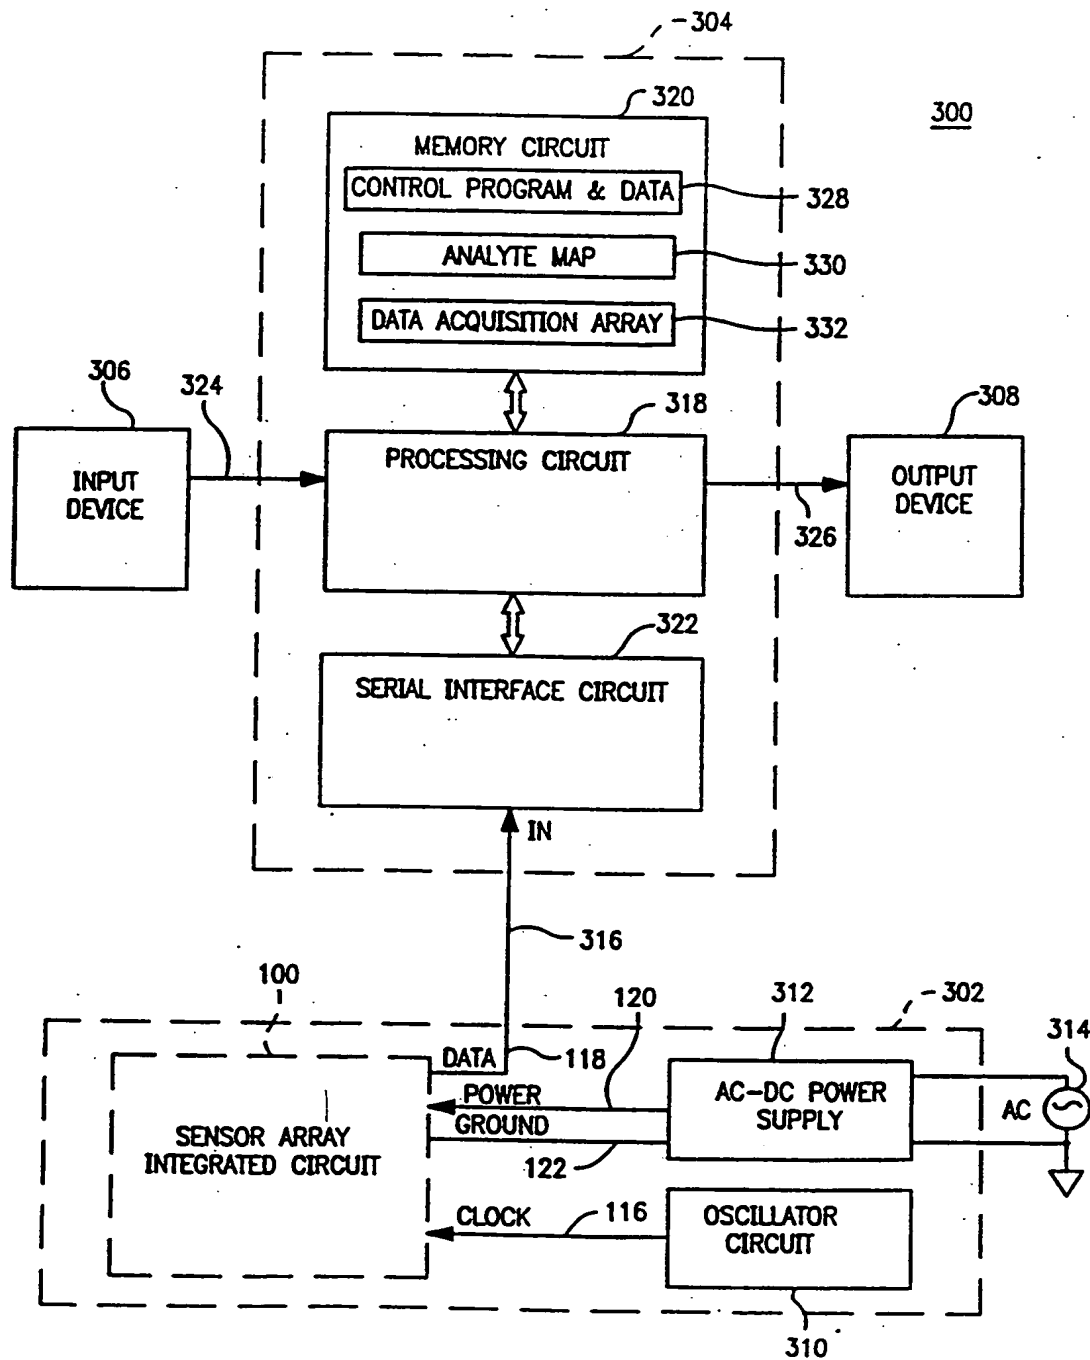 304
320
300
MEMORY CIRCUIT
CONTROL PROGRAM & DATA
328
ANALYTE MAP
330
DATA ACQUISITION ARRAY
332
306
324
318
308
INPUT
DEVICE
PROCESSING CIRCUIT
OUTPUT
DEVICE
326
322
SERIAL INTERFACE CIRCUIT
IN
316
100
120
312
302
314
DATA
118
POWER
GROUND
122
AC-DC POWER
SUPPLY
AC
SENSOR ARRAY
INTEGRATED CIRCUIT
CLOCK
116
OSCILLATOR
CIRCUIT
310